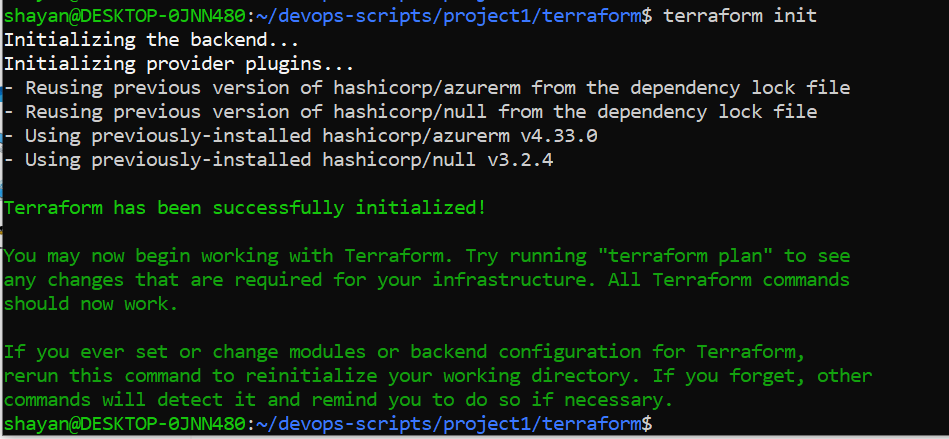 shayan@DESKTOP-0JNN480:~/devops-scripts/project1/terraform$ terraform init
Initializing the backend...
Initializing provider plugins...
- Reusing previous version of hashicorp/azurerm from the dependency lock file
- Reusing previous version of hashicorp/null from the dependency lock file
- Using previously-installed hashicorp/azurerm v4.33.0
- Using previously-installed hashicorp/null v3.2.4
Terraform has been successfully initialized!
You may now begin working with Terraform. Try running "terraform plan" to see
any changes that are required for your infrastructure. All Terraform commands
should now work.
If you ever set or change modules or backend configuration for Terraform,
rerun this command to reinitialize your working directory. If you forget, other
commands will detect it and remind you to do so if necessary.
shayan@DESKTOP-0JNN480:~/devops-scripts/project1/terraform$